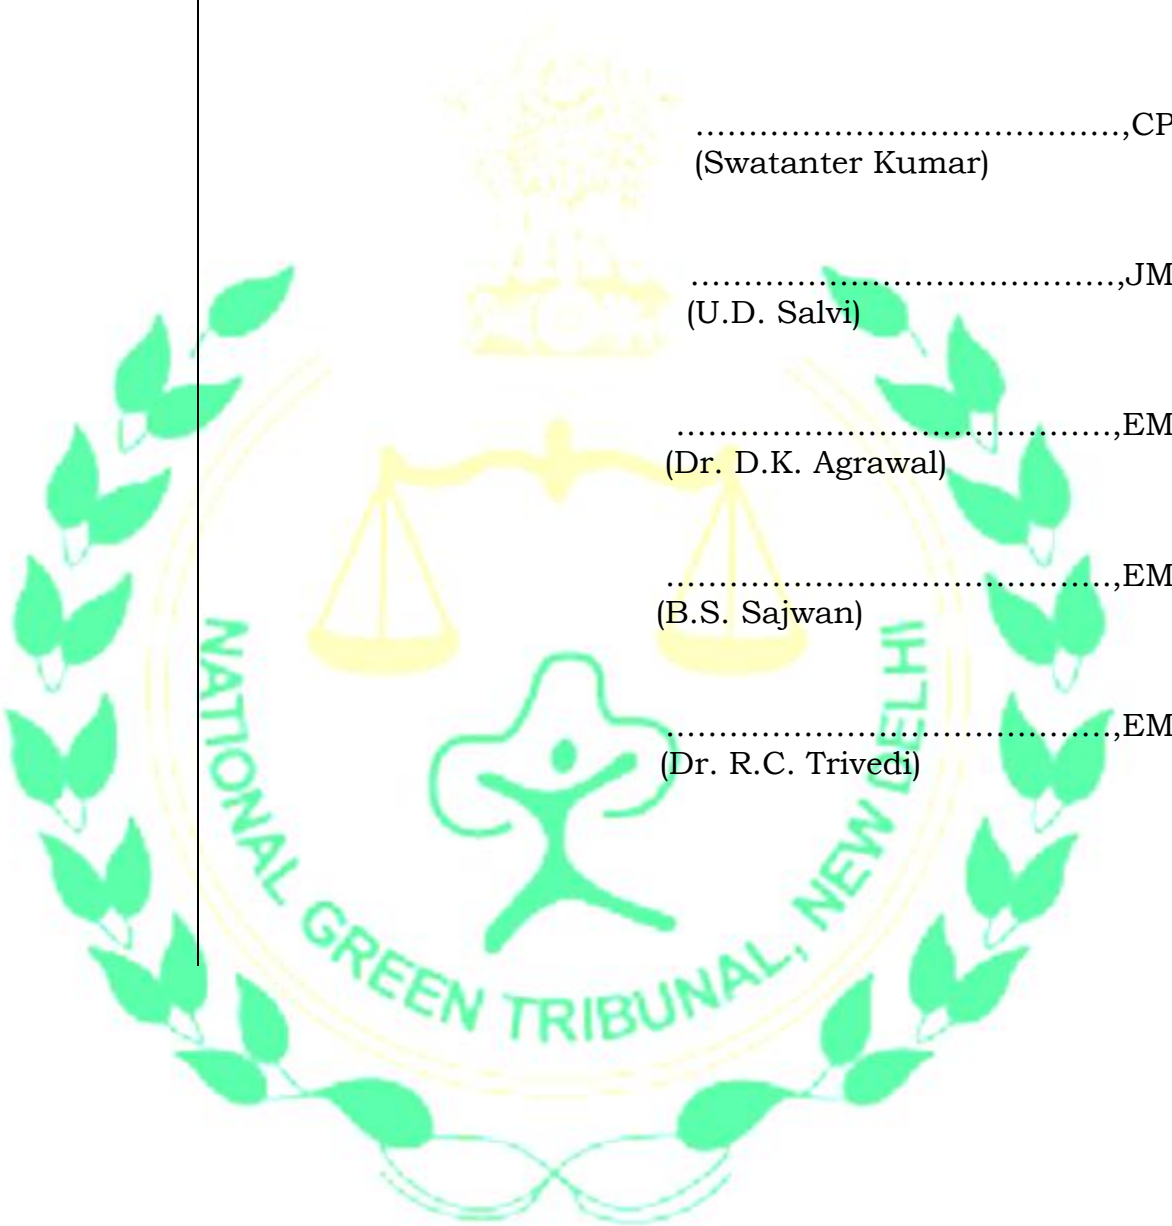 …………………………………,CP
(Swatanter Kumar)
…………………………………,JM
(U.D. Salvi)
…………………………………,EM
(Dr. D.K. Agrawal)
…………………………………,EM
(B.S. Sajwan)
…………………………………,EM
(Dr. R.C. Trivedi)
NATIONAL GREEN TRIBUNAL, NEW DELHI